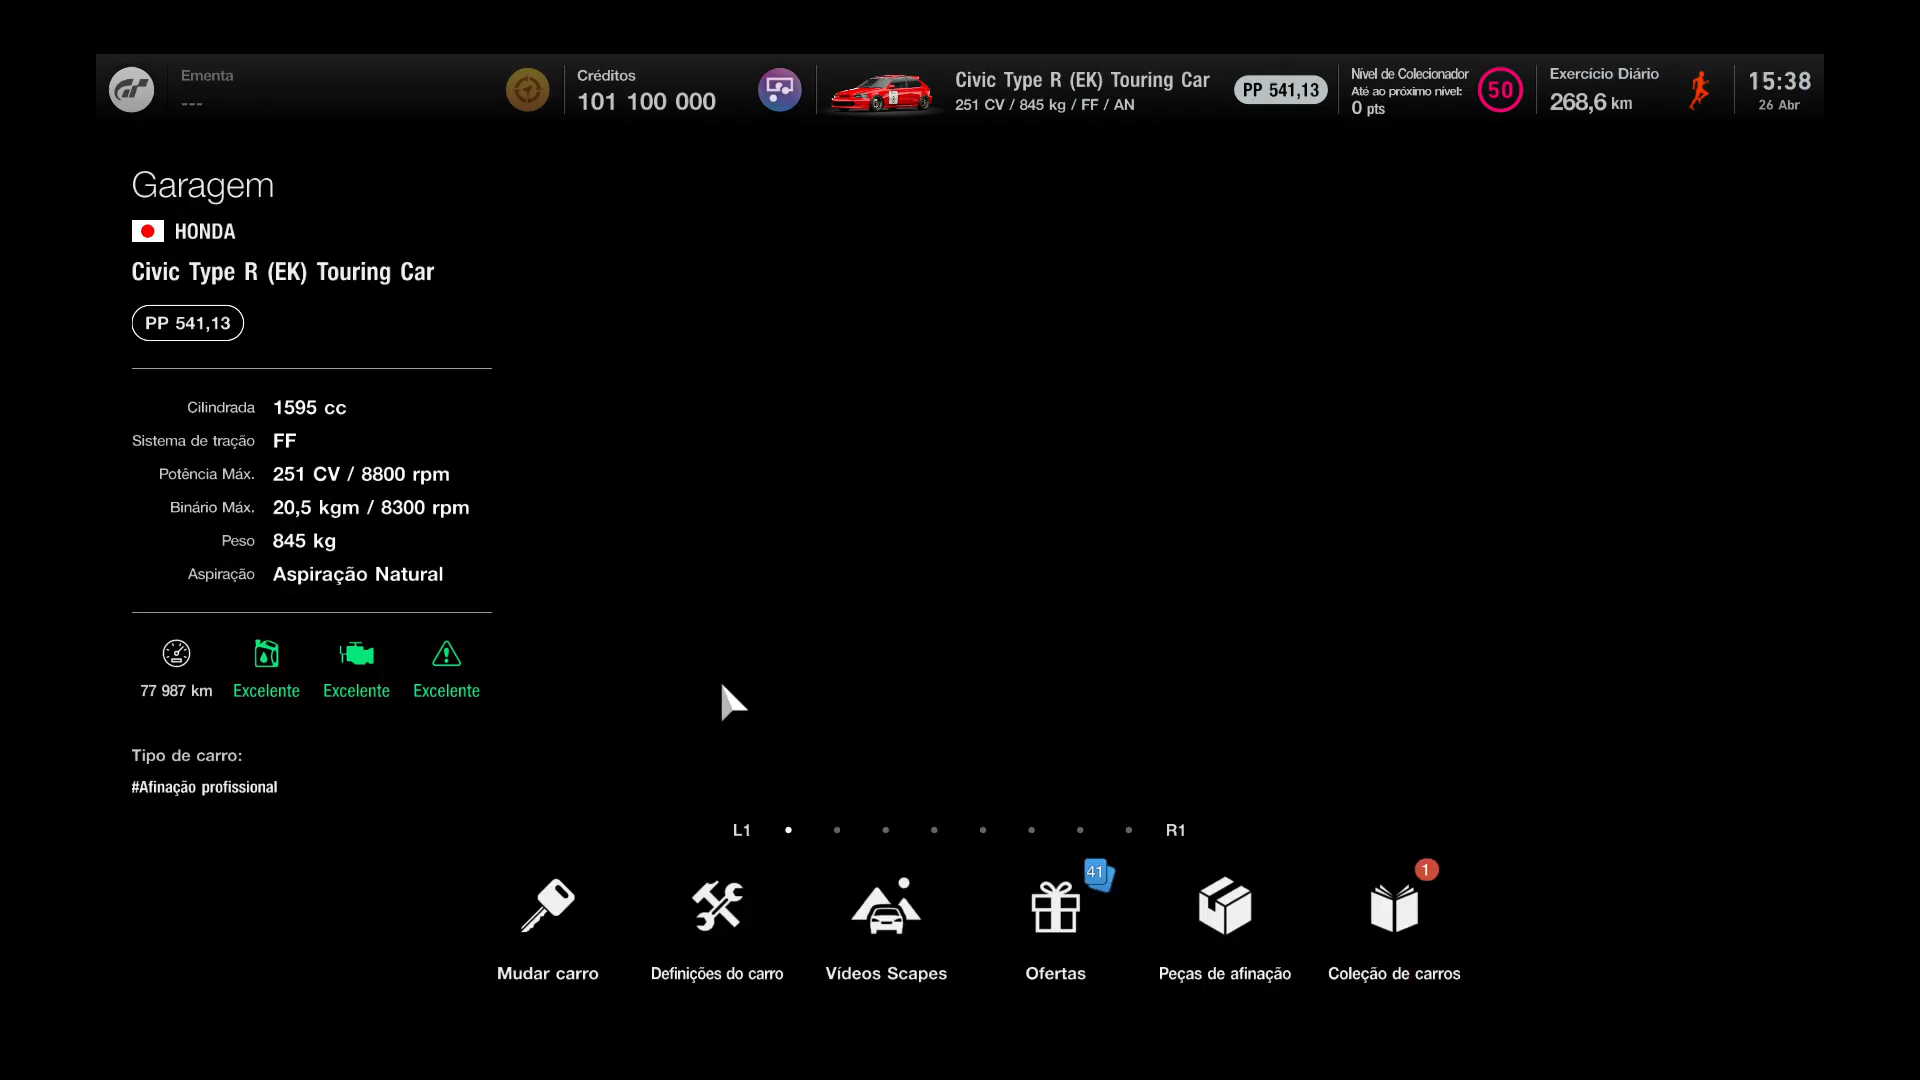 Ementa
---
Créditos
101 100 000
Civic Type R (EK) Touring Car
251 CV / 845 kg / FF / AN
PP 541,13
Nível de Colecionador
Até ao próximo nível:
0 pts
50
Exercício Diário
268,6 km
15:38
26 Abr
Garagem
HONDA
Civic Type R (EK) Touring Car
PP 541,13
Cilindrada 1595 cc
Sistema de tração FF
Potência Máx. 251 CV / 8800 rpm
Binário Máx. 20,5 kgm / 8300 rpm
Peso 845 kg
Aspiração Aspiração Natural
77 987 km Excelente Excelente Excelente
Tipo de carro:
#Afinação profissional
L1 R1
41
1
Mudar carro
Definições do carro
Vídeos Scapes
Ofertas
Peças de afinação
Coleção de carros